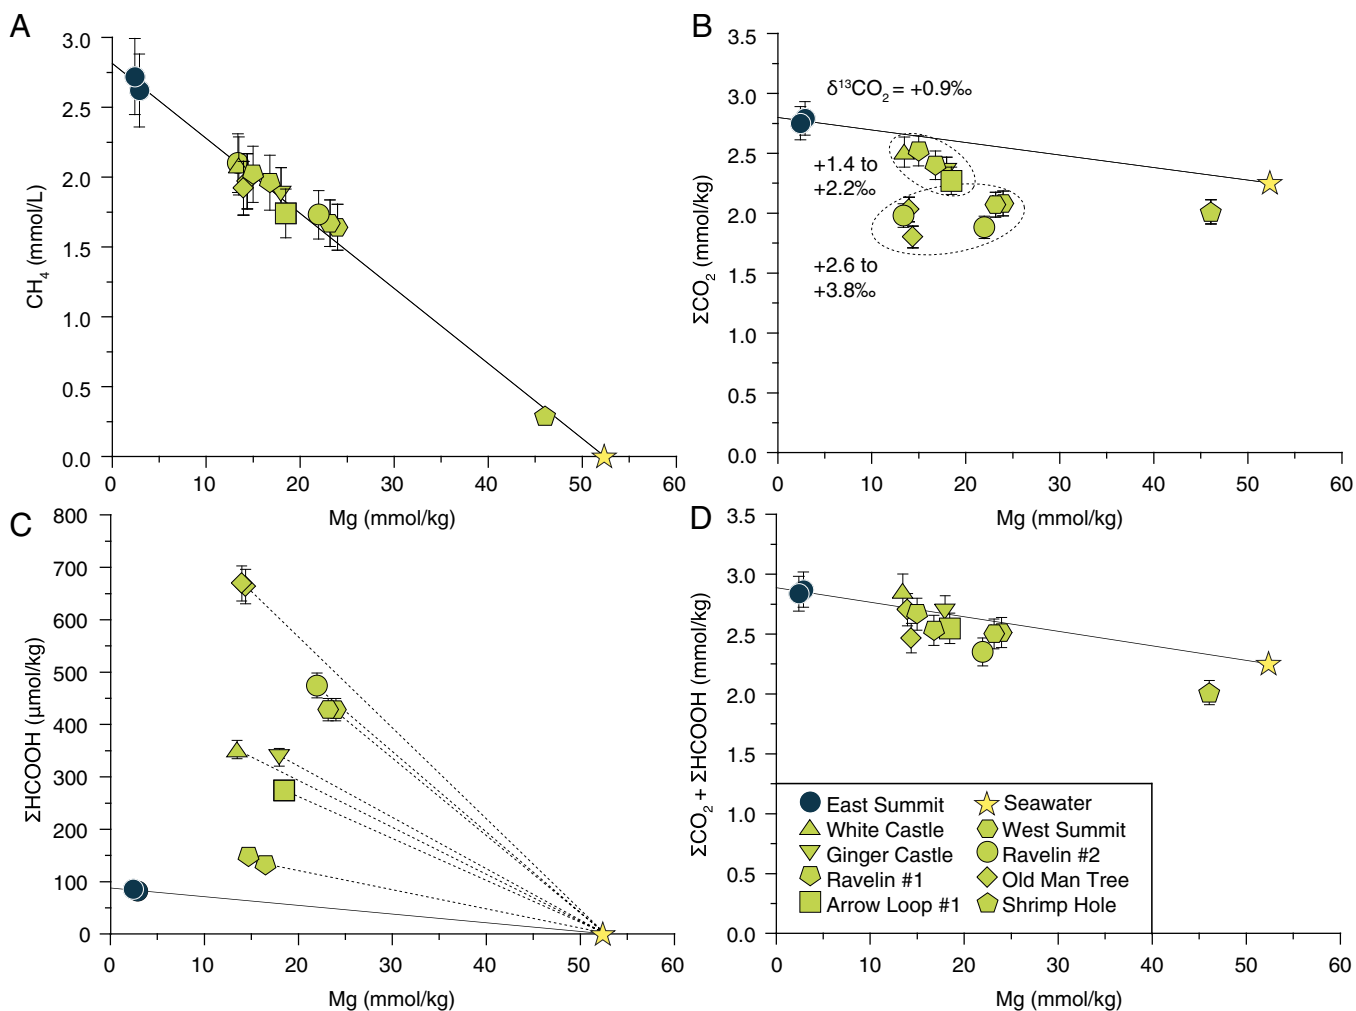 A
3.0
2.5
2.0
1.5
1.0
0.5
0.0
CH4 (mmol/L)
0 10 20 30 40 50 60
Mg (mmol/kg)
B
3.5
3.0
2.5
2.0
1.5
1.0
0.5
0.0
ΣCO2 (mmol/kg)
δ13CO2 = +0.9‰
+1.4 to
+2.2‰
+2.6 to
+3.8‰
0 10 20 30 40 50 60
Mg (mmol/kg)
C
800
700
600
500
400
300
200
100
0
ΣHCOOH (μmol/kg)
0 10 20 30 40 50 60
Mg (mmol/kg)
D
3.5
3.0
2.5
2.0
1.5
1.0
0.5
0.0
ΣCO2 + ΣHCOOH (mmol/kg)
East Summit
White Castle
Ginger Castle
Ravelin #1
Arrow Loop #1
Seawater
West Summit
Ravelin #2
Old Man Tree
Shrimp Hole
0 10 20 30 40 50 60
Mg (mmol/kg)